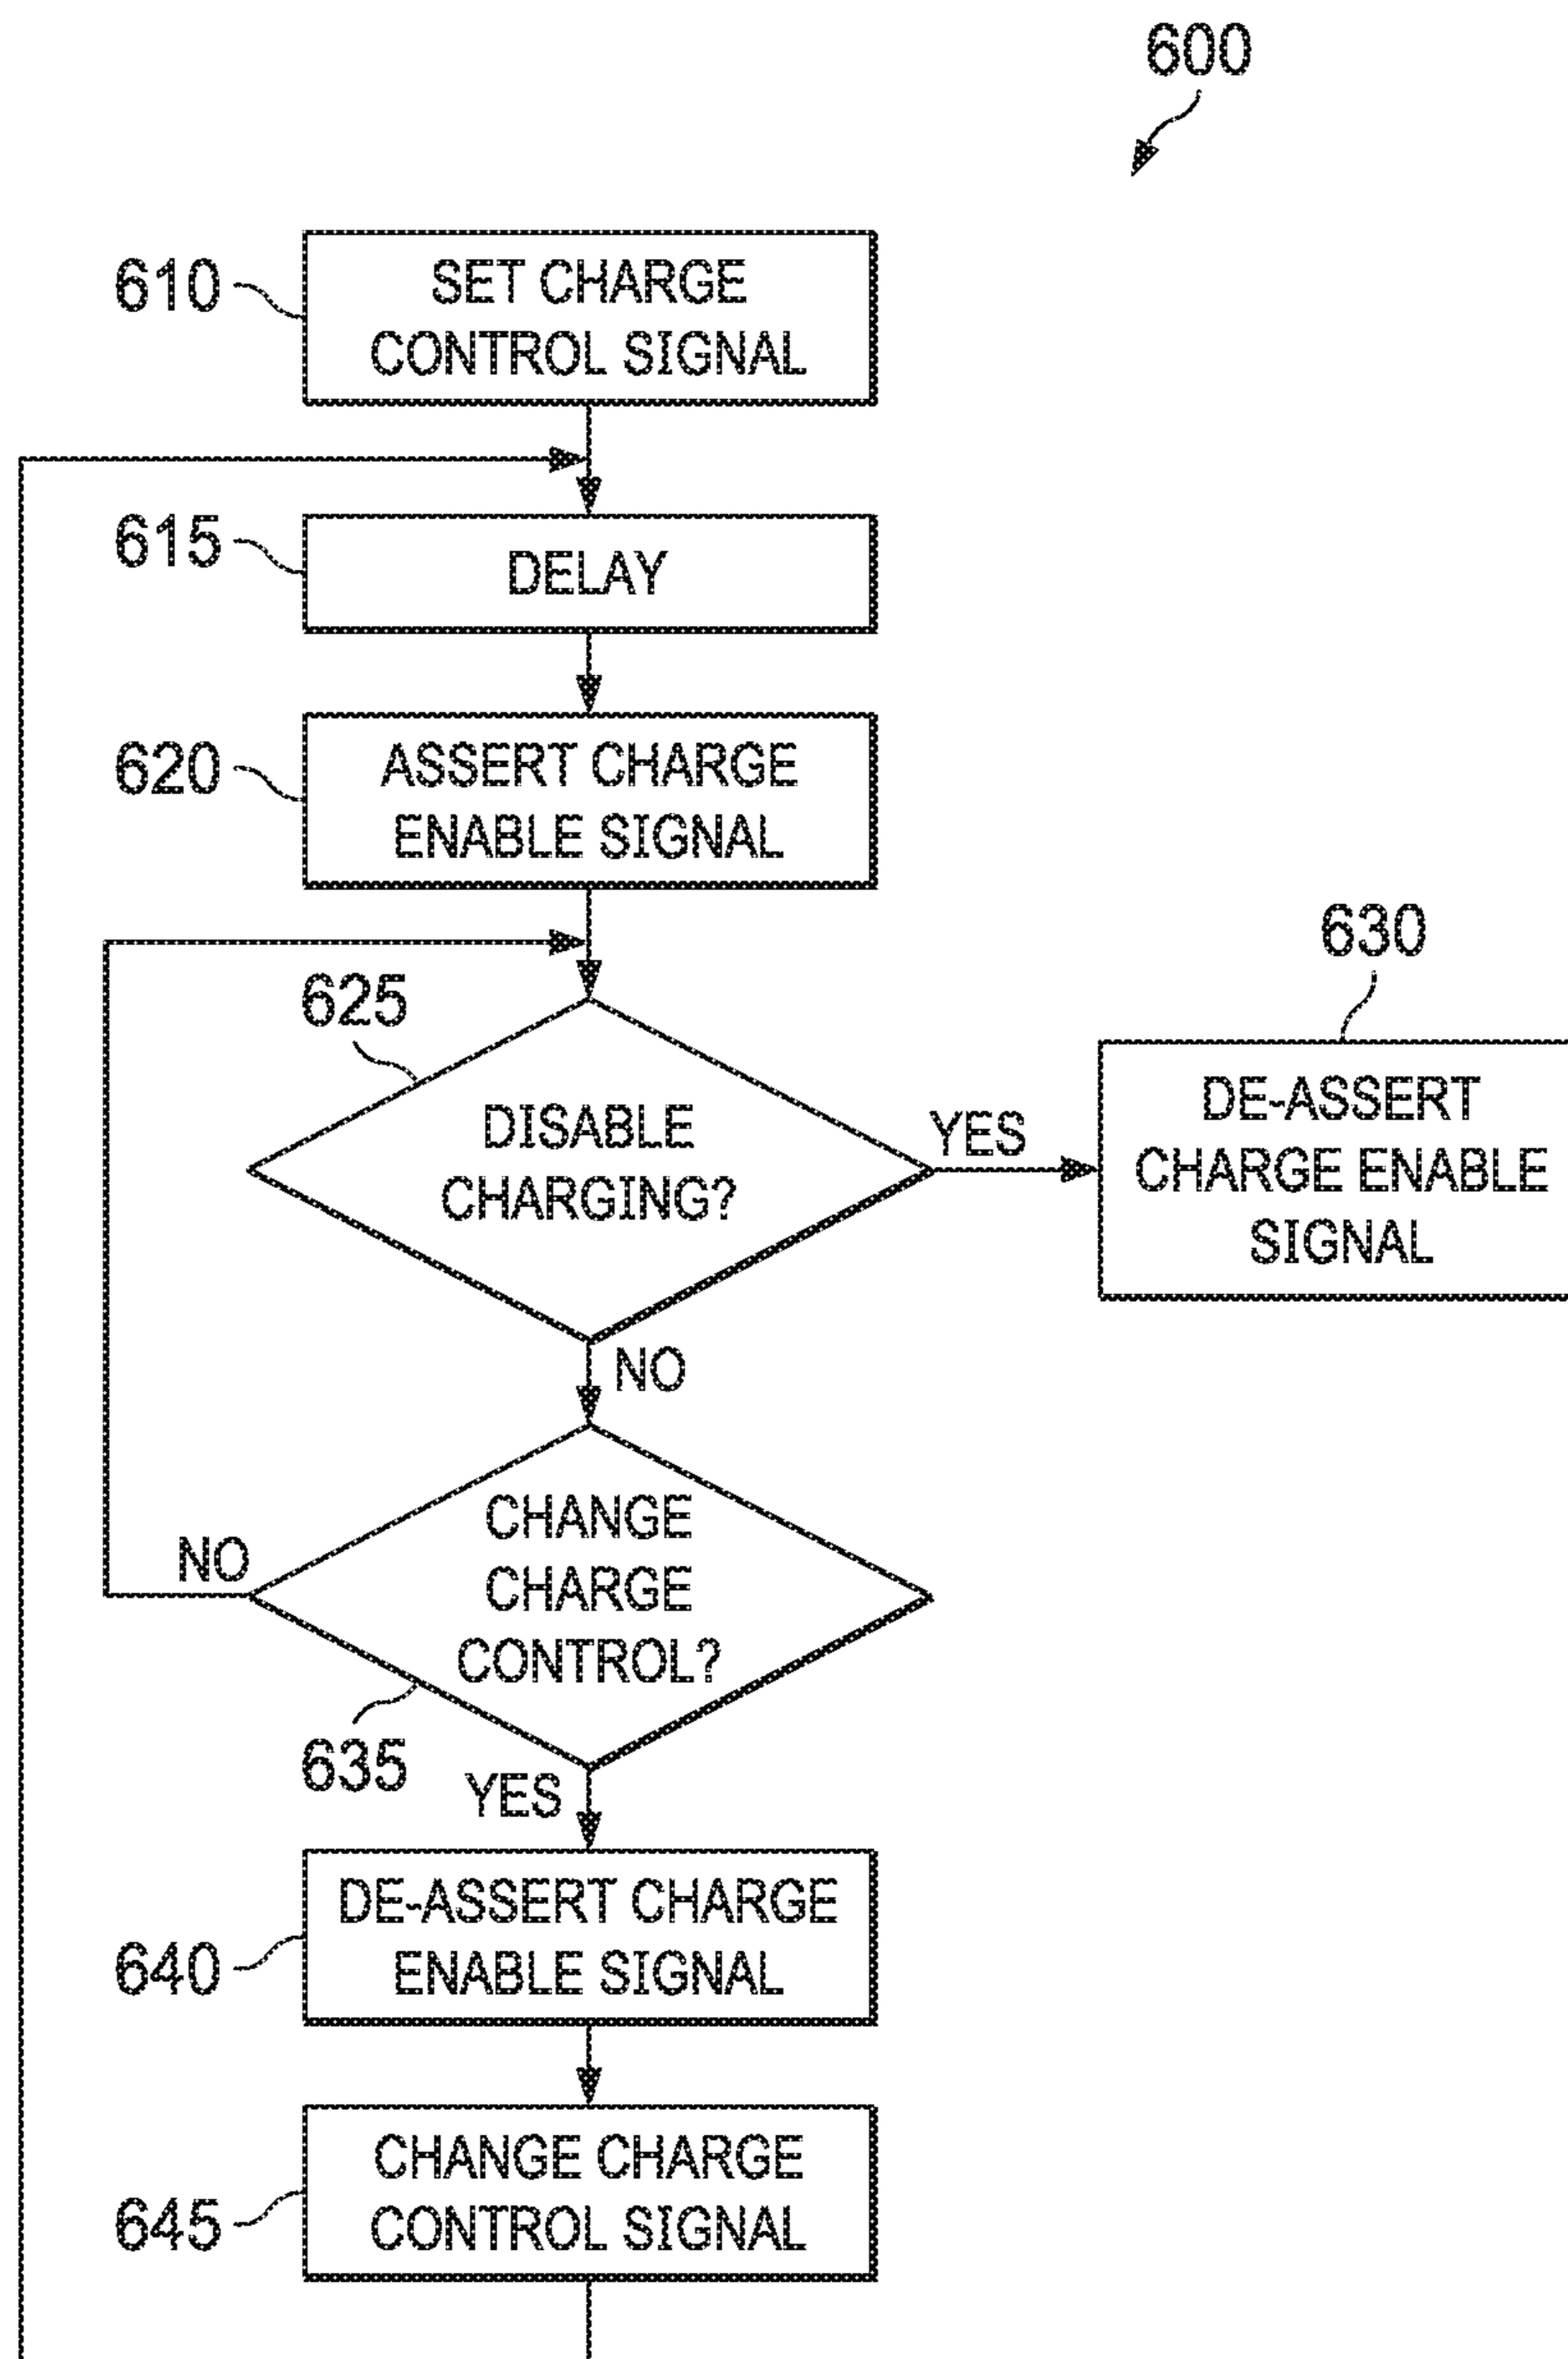 600
610
SET CHARGE
CONTROL SIGNAL
615
DELAY
620
ASSERT CHARGE
ENABLE SIGNAL
625
DISABLE
CHARGING?
YES
630
DE-ASSERT
CHARGE ENABLE
SIGNAL
NO
CHANGE
CHARGE
CONTROL?
NO
635
YES
DE-ASSERT CHARGE
ENABLE SIGNAL
640
CHANGE CHARGE
CONTROL SIGNAL
645